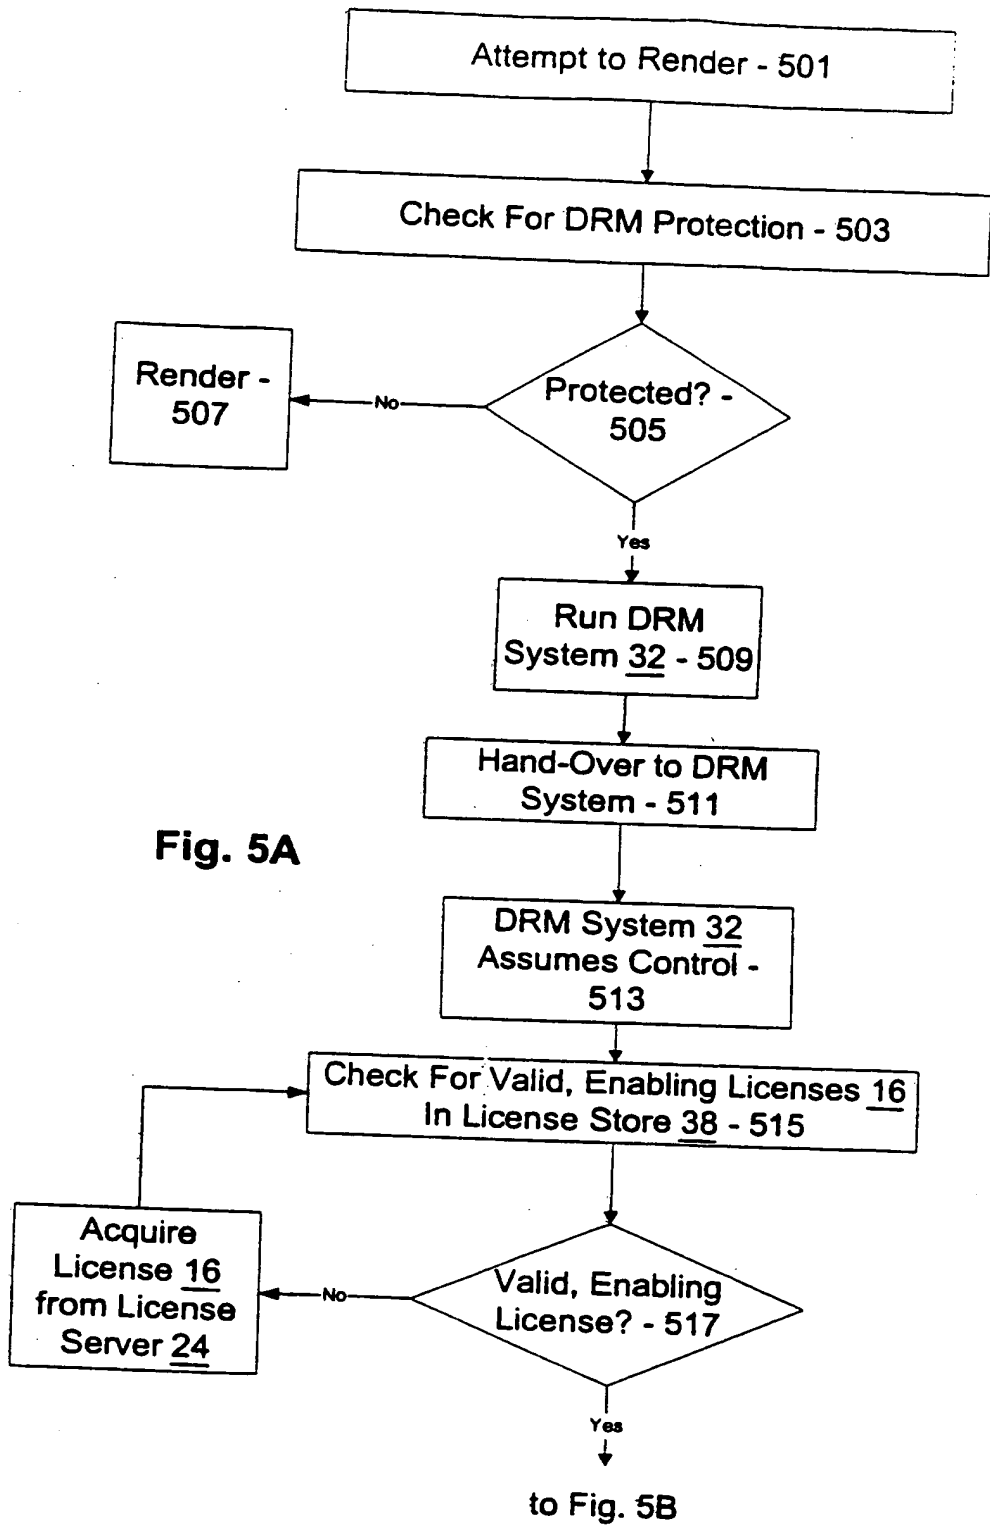 Attempt to Render - 501
Check For DRM Protection - 503
Render -
507
No
Protected? -
505
Yes
Run DRM
System 32 - 509
Hand-Over to DRM
System - 511
Fig. 5A
DRM System 32
Assumes Control -
513
Check For Valid, Enabling Licenses 16
In License Store 38 - 515
Acquire
License 16
from License
Server 24
No
Valid, Enabling
License? - 517
Yes
to Fig. 5B